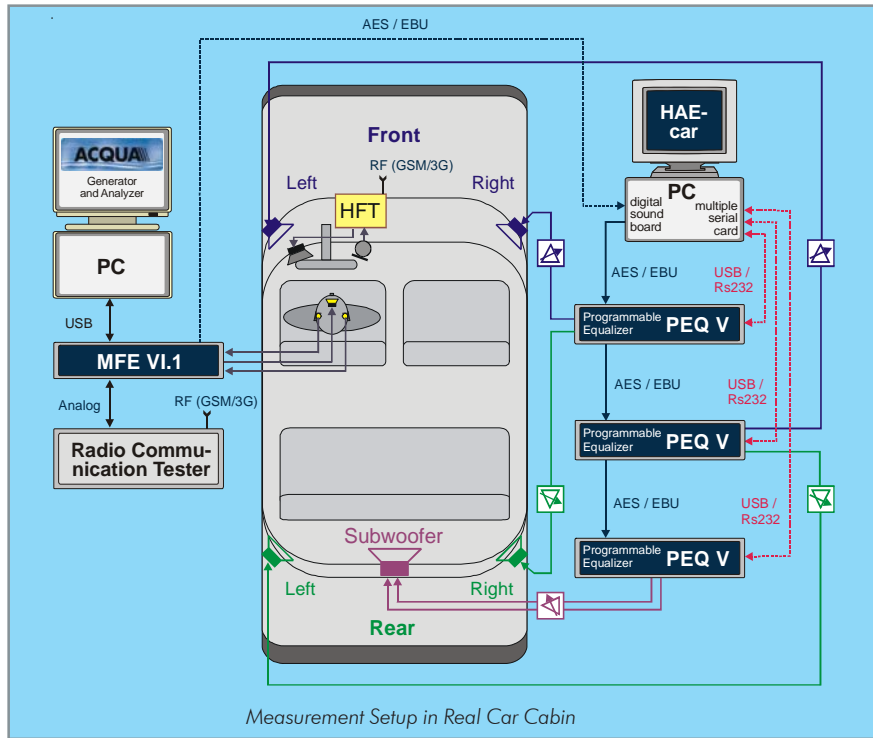 AES / EBU
ACQUA
Generator
and Analyzer
PC
USB
MFE VI.1
Analog
RF (GSM/3G)
Radio Commu-
nication Tester
Front
RF (GSM/3G)
Left
Right
HFT
HAE-
car
PC
digital
sound
board
multiple
serial
card
AES / EBU
USB /
Rs232
Programmable
Equalizer
PEQ V
AES / EBU
USB /
Rs232
Programmable
Equalizer
PEQ V
AES / EBU
USB /
Rs232
Programmable
Equalizer
PEQ V
Subwoofer
Left
Right
Rear
Measurement Setup in Real Car Cabin